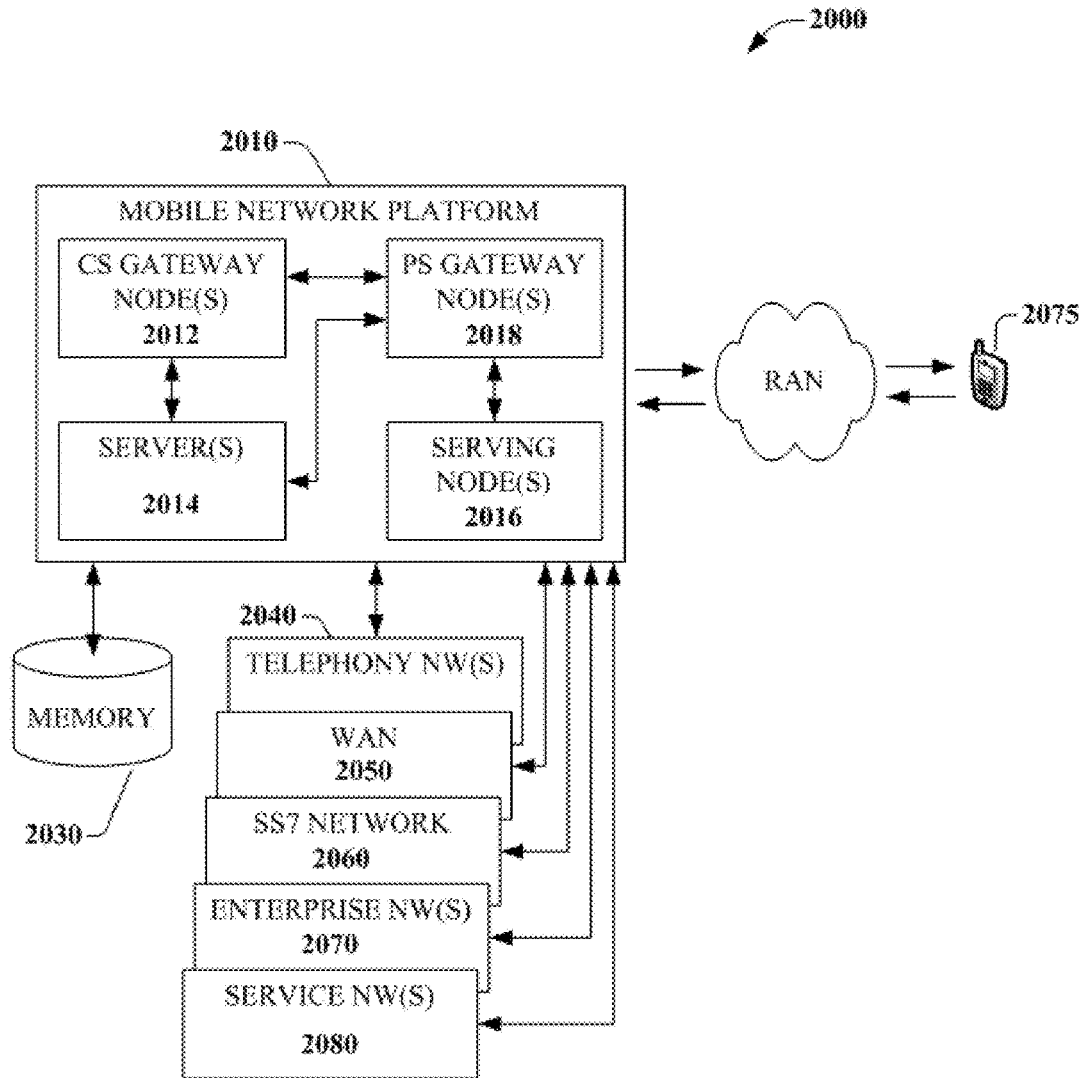 2000
2010
MOBILE NETWORK PLATFORM
CS GATEWAY
NODE(S)
2012
PS GATEWAY
NODE(S)
2018
SERVER(S)
2014
SERVING
NODE(S)
2016
RAN
2075
2040
TELEPHONY NW(S)
MEMORY
2030
WAN
2050
SS7 NETWORK
2060
ENTERPRISE NW(S)
2070
SERVICE NW(S)
2080